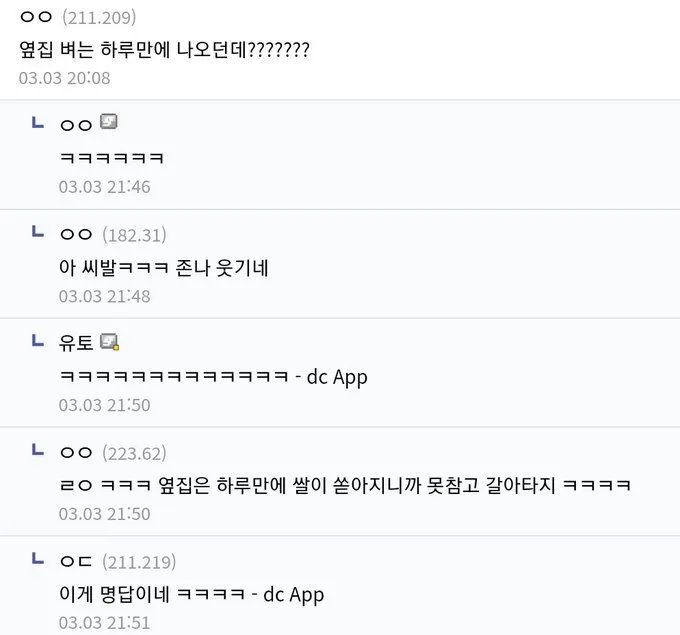 ㅇㅇ (211.209)
옆집 벼는 하루만에 나오던데???????
03.03 20:08
ㄴ ㅇㅇ
ㅋㅋㅋㅋㅋㅋ
03.03 21:46
ㄴ ㅇㅇ (182.31)
아 씨발ㅋㅋㅋ 존나 웃기네
03.03 21:48
ㄴ 유토
ㅋㅋㅋㅋㅋㅋㅋㅋㅋㅋㅋㅋㅋ - dc App
03.03 21:50
ㄴ ㅇㅇ (223.62)
ㄹㅇ ㅋㅋㅋ 옆집은 하루만에 쌀이 쏟아지니까 못참고 갈아타지 ㅋㅋㅋㅋ
03.03 21:50
ㄴ ㅇㄷ (211.219)
이게 명답이네 ㅋㅋㅋㅋ - dc App
03.03 21:51